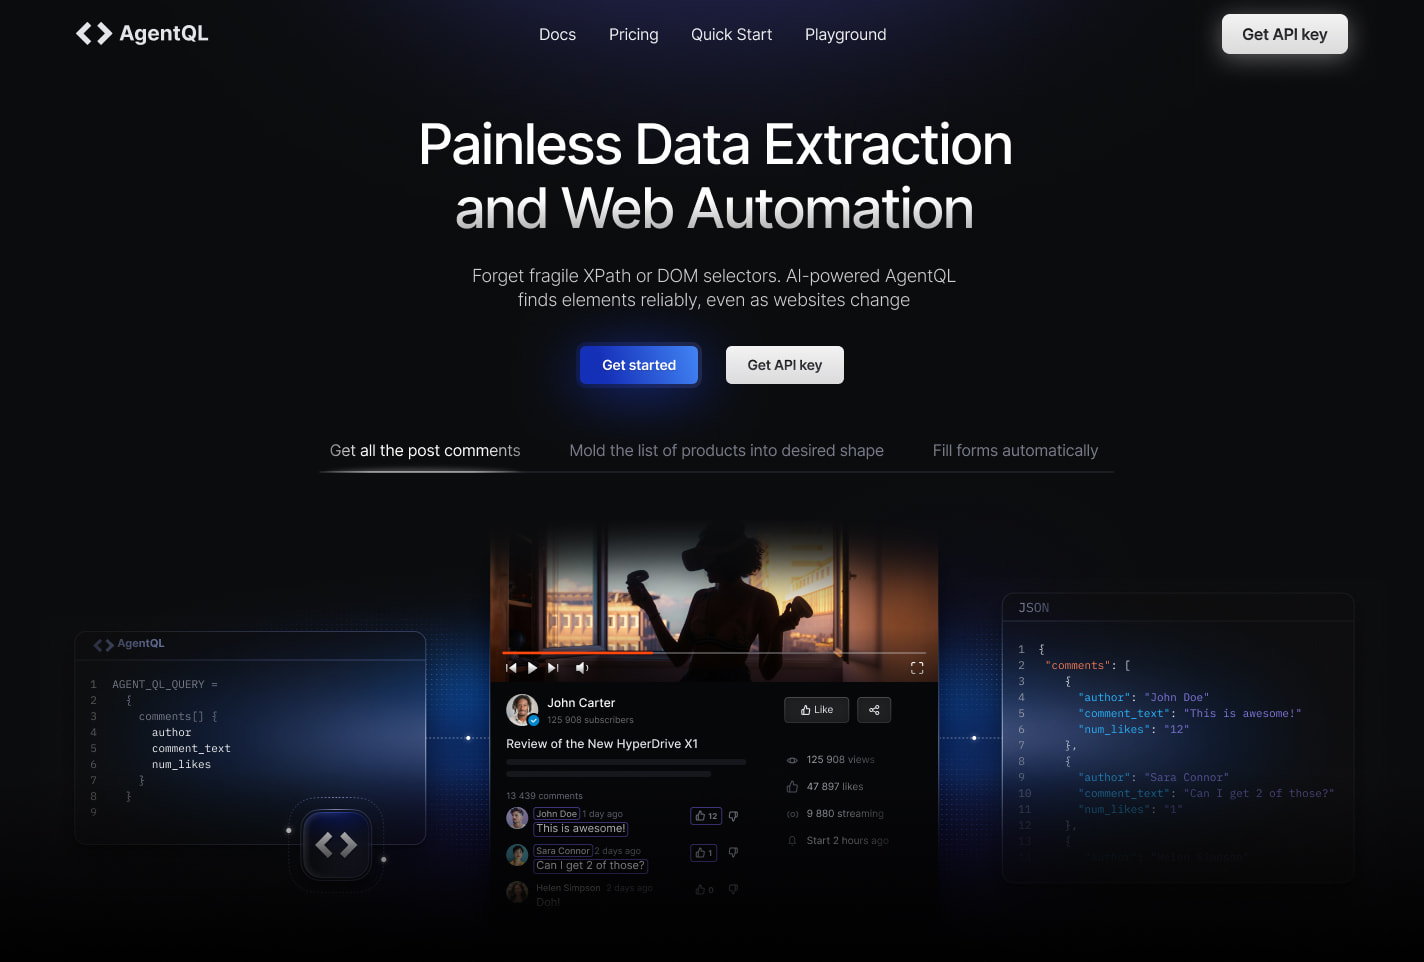 AgentQL
Docs
Pricing
Quick Start
Playground
Get API key
Painless Data Extraction
and Web Automation
Forget fragile XPath or DOM selectors. AI-powered AgentQL
finds elements reliably, even as websites change
Get started
Get API key
Get all the post comments
Mold the list of products into desired shape
Fill forms automatically
AgentQL
1 AGENT_QL_QUERY =
2 {
3 comments[] {
4 author
5 comment_text
6 num_likes
7 }
8 }
9
John Carter
125 908 subscribers
Like
Review of the New HyperDrive X1
125 908 views
47 897 likes
9 880 streaming
Start 2 hours ago
13 439 comments
John Doe 1 day ago
This is awesome!
12
Sara Connor 2 days ago
Can I get 2 of those?
1
Helen Simpson 2 days ago
Doh!
0
JSON
1 {
2 "comments": [
3 {
4 "author": "John Doe"
5 "comment_text": "This is awesome!"
6 "num_likes": "12"
7 },
8 {
9 "author": "Sara Connor"
10 "comment_text": "Can I get 2 of those?"
11 "num_likes": "1"
12 },
13 {
"author": "Helen Simpson"